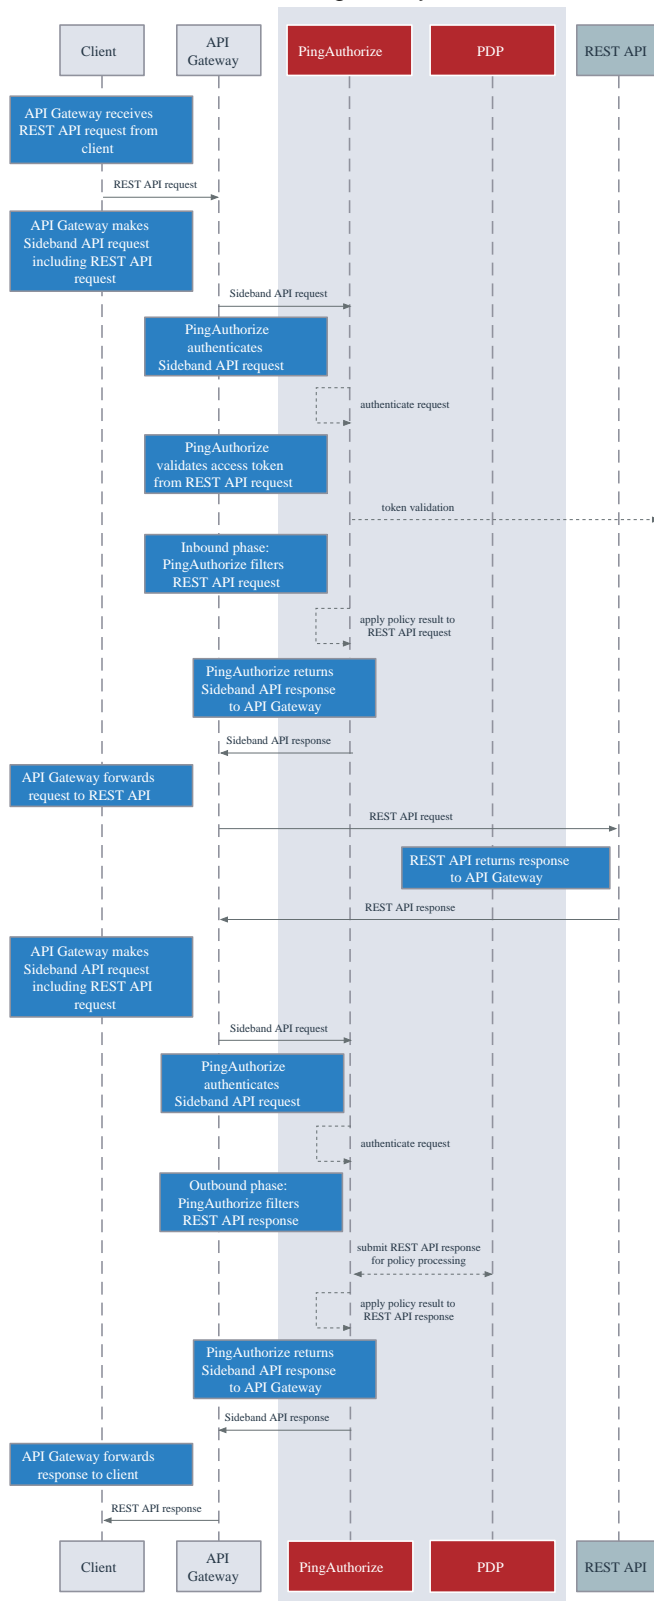 Client
API
Gateway
PingAuthorize
PDP
REST API
API Gateway receives
REST API request from
client
REST API request
API Gateway makes
Sideband API request
including REST API
request
Sideband API request
PingAuthorize
authenticates
Sideband API request
authenticate request
PingAuthorize
validates access token
from REST API request
token validation
Inbound phase:
PingAuthorize filters
REST API request
apply policy result to
REST API request
PingAuthorize returns
Sideband API response
to API Gateway
Sideband API response
API Gateway forwards
request to REST API
REST API request
REST API returns response
to API Gateway
REST API response
API Gateway makes
Sideband API request
including REST API
request
Sideband API request
PingAuthorize
authenticates
Sideband API request
authenticate request
Outbound phase:
PingAuthorize filters
REST API response
submit REST API response
for policy processing
apply policy result to
REST API response
PingAuthorize returns
Sideband API response
to API Gateway
Sideband API response
API Gateway forwards
response to client
REST API response
Client
API
Gateway
PingAuthorize
PDP
REST API